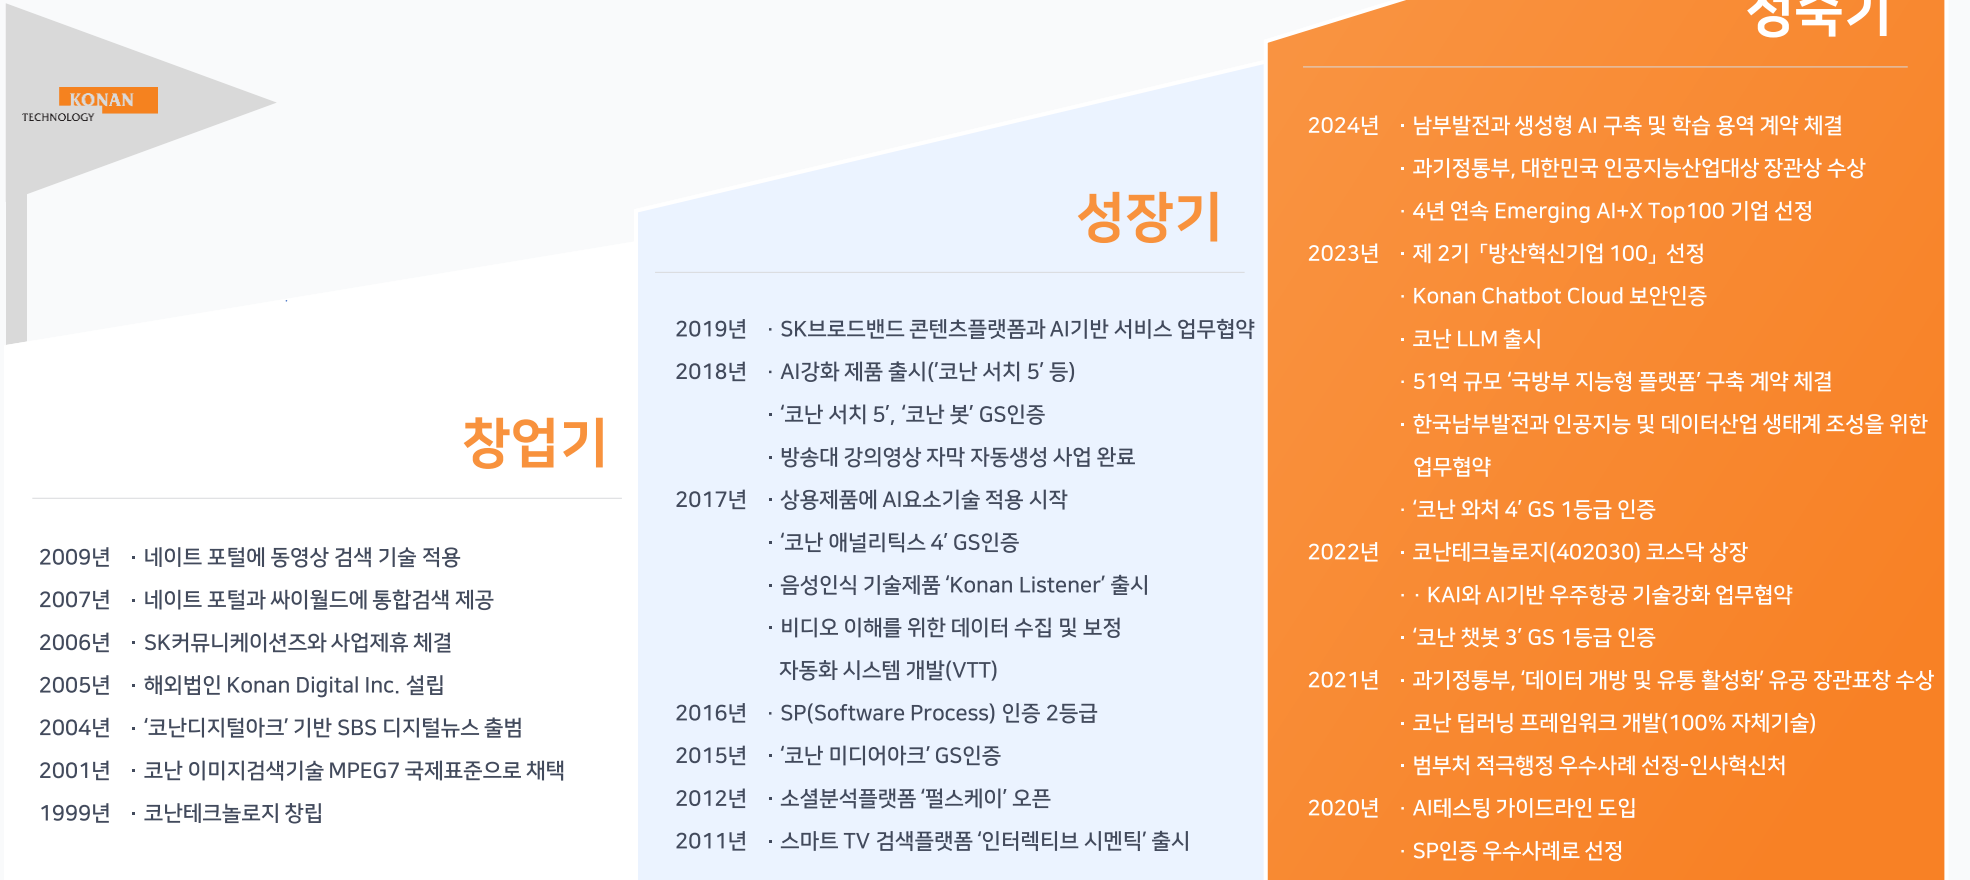 KONAN
TECHNOLOGY
창업기
2009년 · 네이트 포털에 동영상 검색 기술 적용
2007년 · 네이트 포털과 싸이월드에 통합검색 제공
2006년 · SK커뮤니케이션즈와 사업제휴 체결
2005년 · 해외법인 Konan Digital Inc. 설립
2004년 · ‘코난디지털아크’ 기반 SBS 디지털뉴스 출범
2001년 · 코난 이미지검색기술 MPEG7 국제표준으로 채택
1999년 · 코난테크놀로지 창립
성장기
2019년 · SK브로드밴드 콘텐츠플랫폼과 AI기반 서비스 업무협약
2018년 · AI강화 제품 출시(’코난 서치 5’ 등)
· ‘코난 서치 5’, ‘코난 봇’ GS인증
· 방송대 강의영상 자막 자동생성 사업 완료
2017년 · 상용제품에 AI요소기술 적용 시작
· ‘코난 애널리틱스 4’ GS인증
· 음성인식 기술제품 ‘Konan Listener’ 출시
· 비디오 이해를 위한 데이터 수집 및 보정
자동화 시스템 개발(VTT)
2016년 · SP(Software Process) 인증 2등급
2015년 · ‘코난 미디어아크’ GS인증
2012년 · 소셜분석플랫폼 ‘펄스케이’ 오픈
2011년 · 스마트 TV 검색플랫폼 ‘인터렉티브 시멘틱’ 출시
성숙기
2024년 · 남부발전과 생성형 AI 구축 및 학습 용역 계약 체결
· 과기정통부, 대한민국 인공지능산업대상 장관상 수상
· 4년 연속 Emerging AI+X Top100 기업 선정
2023년 · 제 2기「방산혁신기업 100」선정
· Konan Chatbot Cloud 보안인증
· 코난 LLM 출시
· 51억 규모 ‘국방부 지능형 플랫폼’ 구축 계약 체결
· 한국남부발전과 인공지능 및 데이터산업 생태계 조성을 위한
업무협약
· ‘코난 와처 4’ GS 1등급 인증
2022년 · 코난테크놀로지(402030) 코스닥 상장
· · KAI와 AI기반 우주항공 기술강화 업무협약
· ‘코난 챗봇 3’ GS 1등급 인증
2021년 · 과기정통부, ‘데이터 개방 및 유통 활성화’ 유공 장관표창 수상
· 코난 딥러닝 프레임워크 개발(100% 자체기술)
· 범부처 적극행정 우수사례 선정-인사혁신처
2020년 · AI테스팅 가이드라인 도입
· SP인증 우수사례로 선정